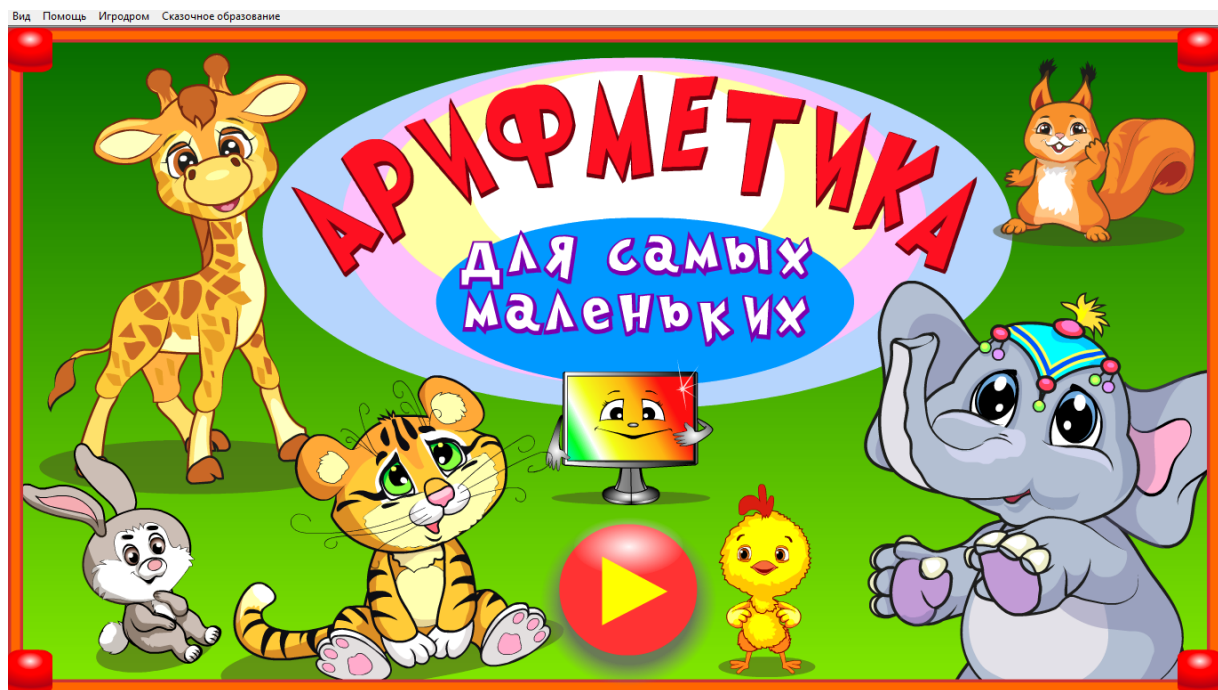 Вид Помощь Игродром Сказочное образование
АРИФМЕТИКА
для самых
маленьких